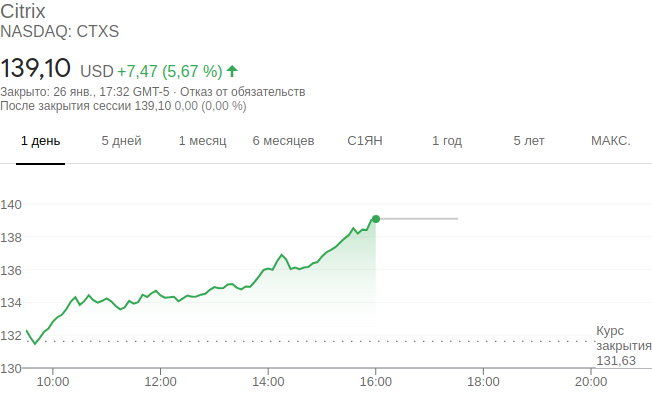 Citrix
NASDAQ: CTXS
139,10 USD +7,47 (5,67 %)
Закрыто: 26 янв., 17:32 GMT-5 · Отказ от обязательств
После закрытия сессии 139,10 0,00 (0,00 %)
1 день 5 дней 1 месяц 6 месяцев С1ЯН 1 год 5 лет МАКС.
140
138
136
134
132
130
Курс
закрытия
131,63
10:00 12:00 14:00 16:00 18:00 20:00